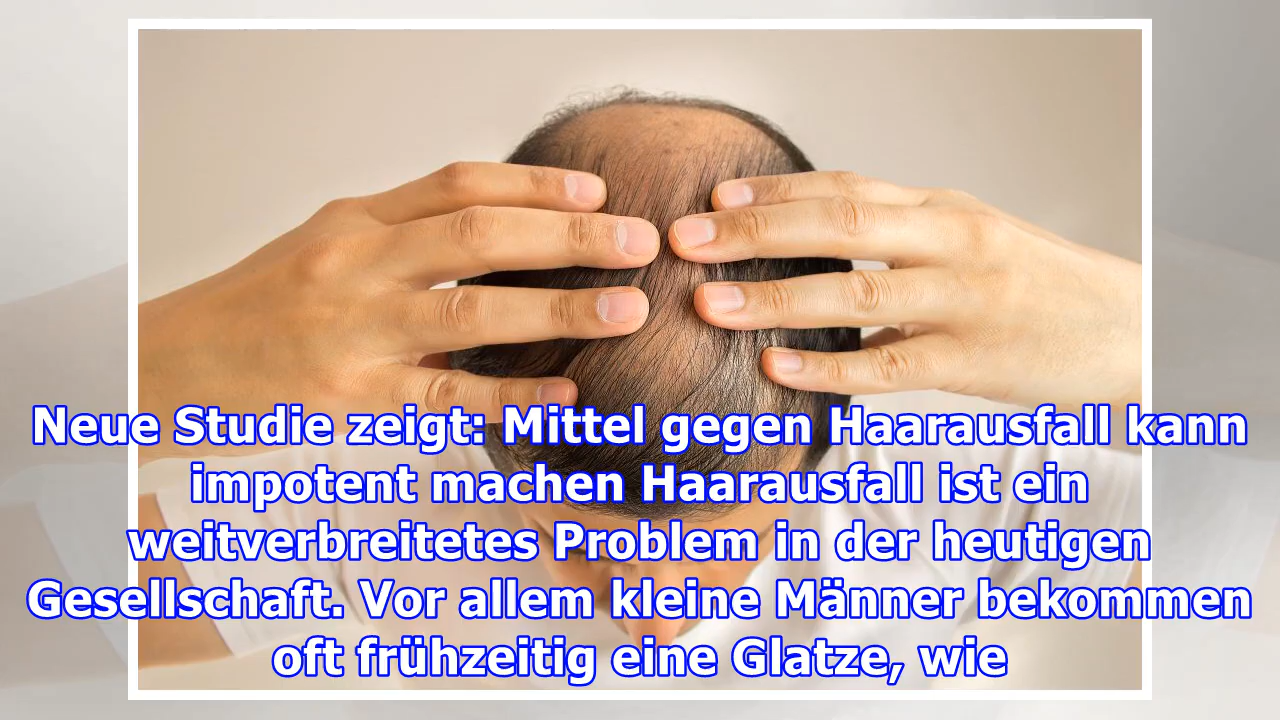 Neue Studie zeigt: Mittel gegen Haarausfall kann
impotent machen Haarausfall ist ein
weitverbreitetes Problem in der heutigen
Gesellschaft. Vor allem kleine Männer bekommen
oft frühzeitig eine Glatze, wie